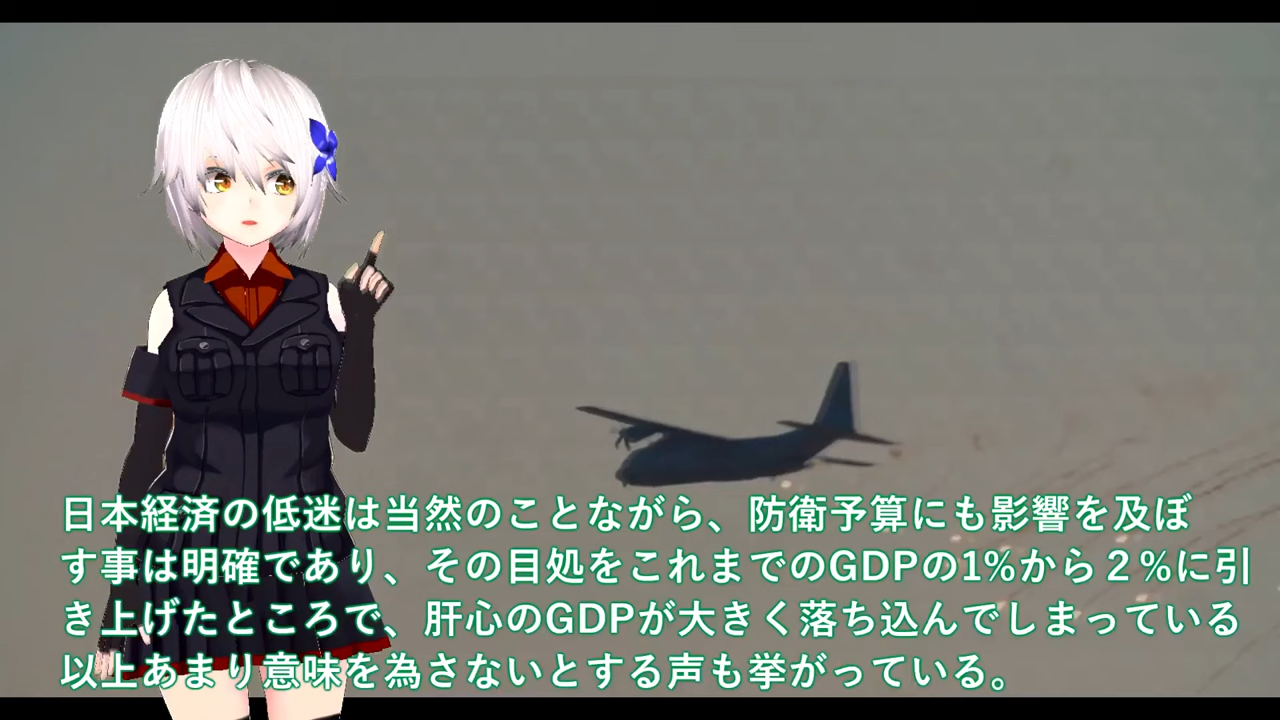 日本経済の低迷は当然のことながら、防衛予算にも影響を及ぼ
す事は明確であり、その目処をこれまでのGDPの1%から２%に引
き上げたところで、肝心のGDPが大きく落ち込んでしまっている
以上あまり意味を為さないとする声も挙がっている。